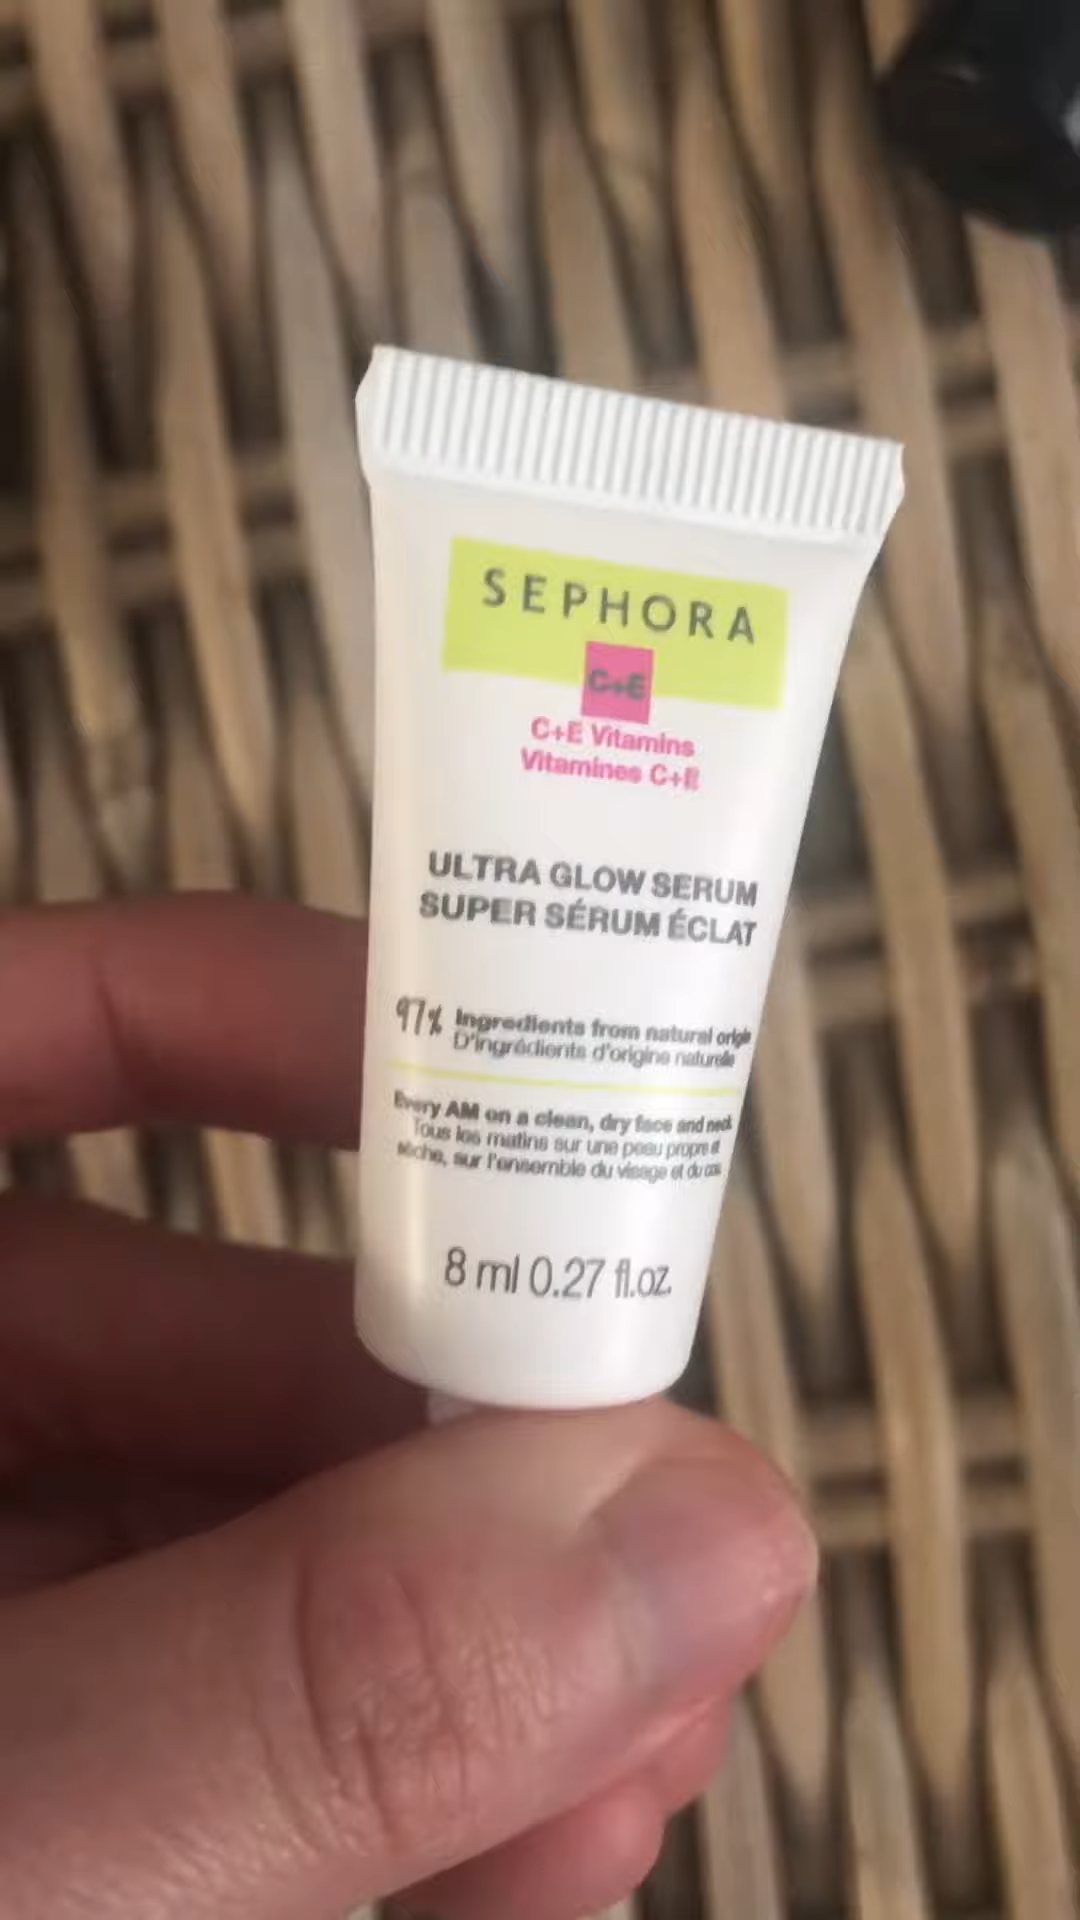 SEPHORA
C+E
C+E Vitamins
Vitamines C+E
ULTRA GLOW SERUM
SUPER SÉRUM ÉCLAT
97% Ingredients from natural origin
D'ingrédients d'origine naturelle
Every AM on a clean, dry face and neck
Tous les matins sur une peau propre et
sèche, sur l'ensemble du visage et du cou
8 ml 0.27 fl.oz.